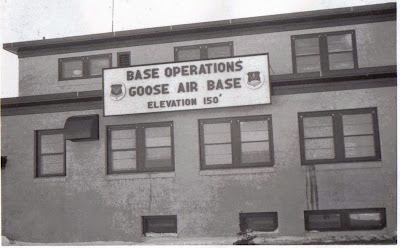 BASE OPERATIONS
GOOSE AIR BASE
ELEVATION 150'